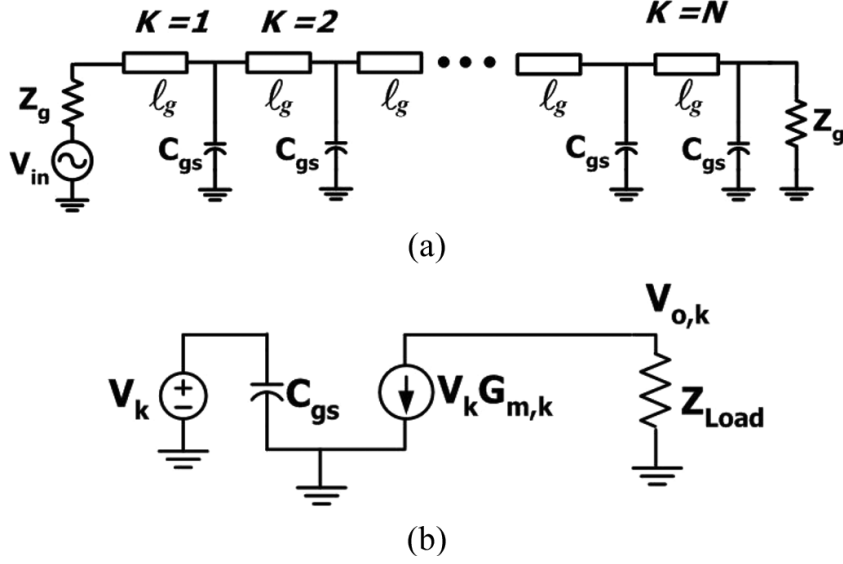 K =1
K =2
K =N
Zg
ℓg
ℓg
ℓg
ℓg
ℓg
Zg
Vin
Cgs
Cgs
Cgs
Cgs
(a)
Vo,k
Vk
+
−
Cgs
VkGm,k
ZLoad
(b)